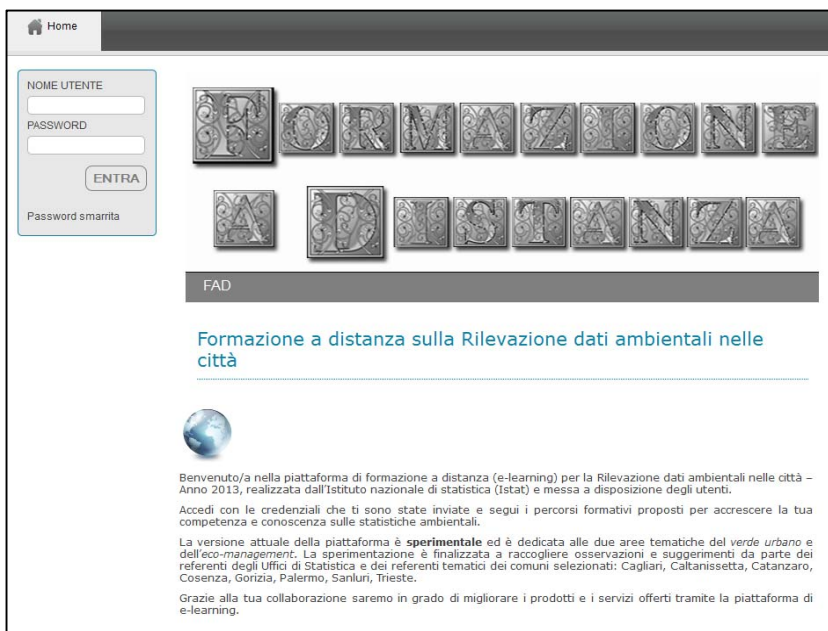 Home
NOME UTENTE
PASSWORD
ENTRA
Password smarrita
FORMAZIONE
A DISTANZA
FAD
Formazione a distanza sulla Rilevazione dati ambientali nelle
città
Benvenuto/a nella piattaforma di formazione a distanza (e-learning) per la Rilevazione dati ambientali nelle città –
Anno 2013, realizzata dall'Istituto nazionale di statistica (Istat) e messa a disposizione degli utenti.
Accedi con le credenziali che ti sono state inviate e segui i percorsi formativi proposti per accrescere la tua
competenza e conoscenza sulle statistiche ambientali.
La versione attuale della piattaforma è sperimentale ed è dedicata alle due aree tematiche del verde urbano e
dell'eco-management. La sperimentazione è finalizzata a raccogliere osservazioni e suggerimenti da parte dei
referenti degli Uffici di Statistica e dei referenti tematici dei comuni selezionati: Cagliari, Caltanissetta, Catanzaro,
Cosenza, Gorizia, Palermo, Sanluri, Trieste.
Grazie alla tua collaborazione saremo in grado di migliorare i prodotti e i servizi offerti tramite la piattaforma di
e-learning.